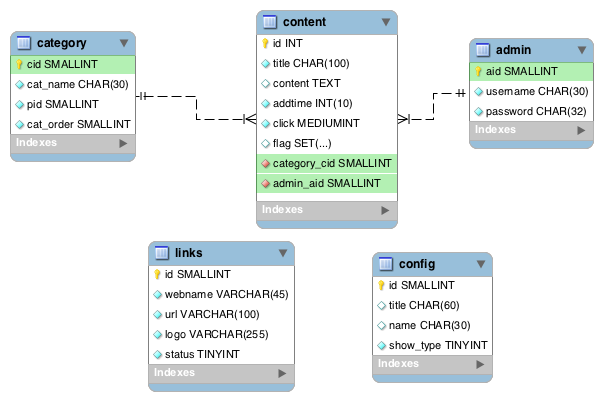 category
cid SMALLINT
cat_name CHAR(30)
pid SMALLINT
cat_order SMALLINT
Indexes
content
id INT
title CHAR(100)
content TEXT
addtime INT(10)
click MEDIUMINT
flag SET(...)
category_cid SMALLINT
admin_aid SMALLINT
Indexes
admin
aid SMALLINT
username CHAR(30)
password CHAR(32)
Indexes
links
id SMALLINT
webname VARCHAR(45)
url VARCHAR(100)
logo VARCHAR(255)
status TINYINT
Indexes
config
id SMALLINT
title CHAR(60)
name CHAR(30)
show_type TINYINT
Indexes